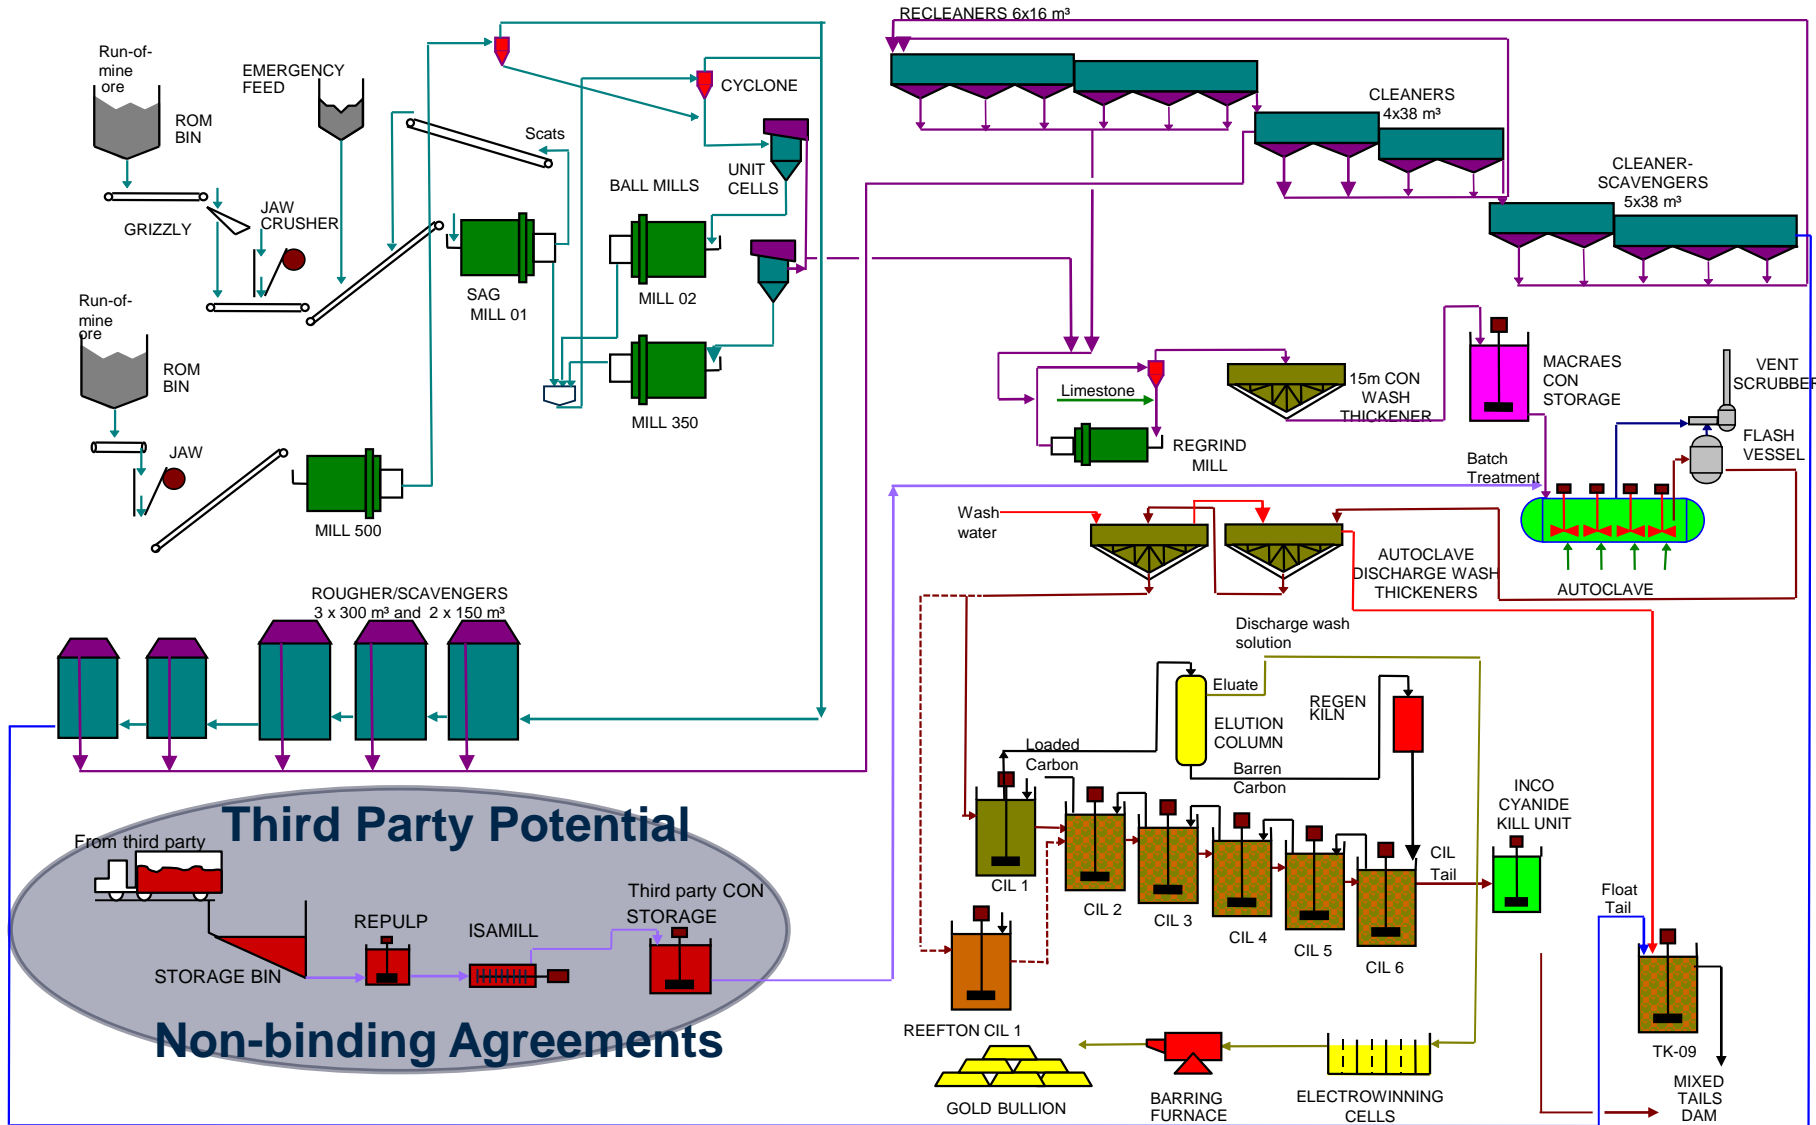 RECLEANERS 6x16 m³
Run-of-
mine
ore
EMERGENCY
FEED
ROM
BIN
CYCLONE
Scats
CLEANERS
4x38 m³
UNIT
CELLS
BALL MILLS
CLEANER-
SCAVENGERS
5x38 m³
JAW
CRUSHER
GRIZZLY
SAG
MILL 01
MILL 02
Run-of-
mine
ore
ROM
BIN
MILL 350
Limestone
15m CON
WASH
THICKENER
MACRAES
CON
STORAGE
VENT
SCRUBBER
REGRIND
MILL
FLASH
VESSEL
JAW
Batch
Treatment
MILL 500
Wash
water
AUTOCLAVE
DISCHARGE WASH
THICKENERS
AUTOCLAVE
ROUGHER/SCAVENGERS
3 x 300 m³ and 2 x 150 m³
Discharge wash
solution
Eluate
REGEN
KILN
ELUTION
COLUMN
Loaded
Carbon
Barren
Carbon
INCO
CYANIDE
KILL UNIT
Third Party Potential
From third party
CIL
Tail
CIL 1
CIL 2
CIL 3
CIL 4
CIL 5
CIL 6
Float
Tail
Third party CON
STORAGE
REPULP
ISAMILL
STORAGE BIN
REEFTON CIL 1
Non-binding Agreements
TK-09
GOLD BULLION
BARRING
FURNACE
ELECTROWINNING
CELLS
MIXED
TAILS
DAM